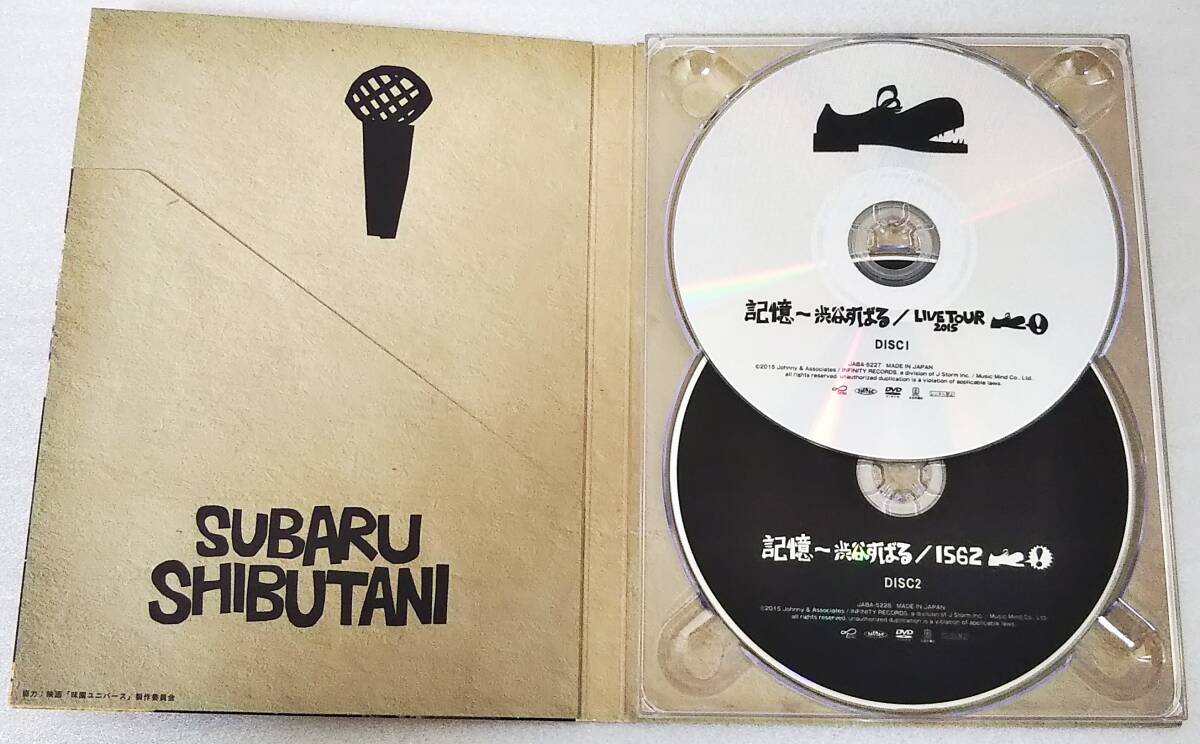 SUBARU
SHIBUTANI
協力/映画「味園ユニバース」製作委員会
記憶～渋谷すばる/LIVE TOUR 2015
DISC1
JABA-5227 MADE IN JAPAN
©2015 Johnny & Associates / INFINITY RECORDS, a division of J Storm Inc. / Music Mind Co., Ltd.
all rights reserved. unauthorized duplication is a violation of applicable laws.
DVD
記憶～渋谷すばる/1562
DISC2
JABA-5228 MADE IN JAPAN
©2015 Johnny & Associates / INFINITY RECORDS, a division of J Storm Inc. / Music Mind Co., Ltd.
all rights reserved. unauthorized duplication is a violation of applicable laws.
DVD